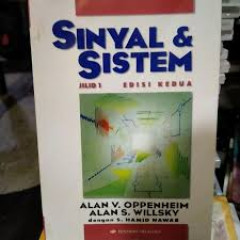 SINYAL &
SISTEM
JILID 1 EDISI KEDUA
ALAN V. OPPENHEIM
ALAN S. WILLSKY
dengan S. HAMID NAWAB